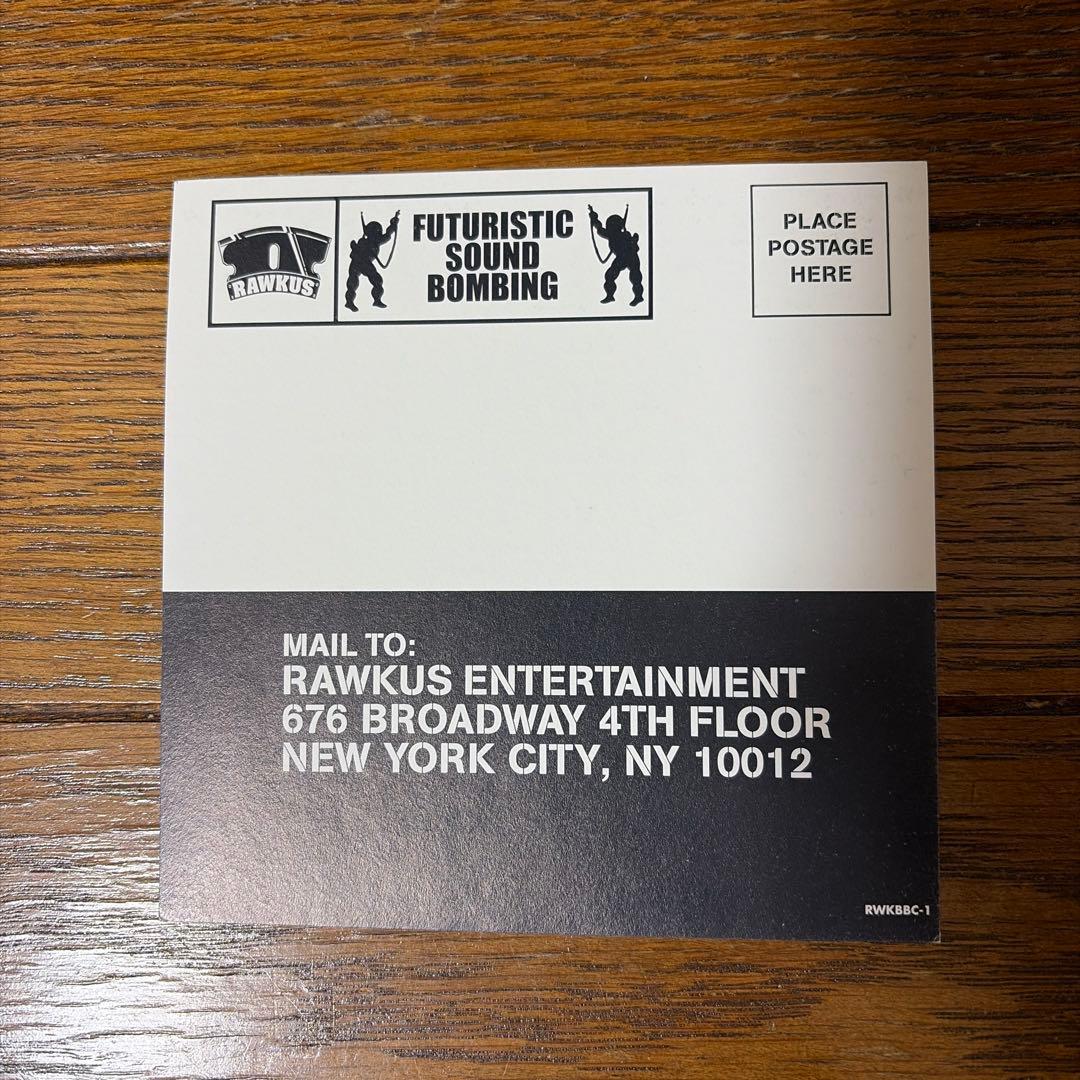 RAWKUS
FUTURISTIC
SOUND
BOMBING
PLACE
POSTAGE
HERE
MAIL TO:
RAWKUS ENTERTAINMENT
676 BROADWAY 4TH FLOOR
NEW YORK CITY, NY 10012
RWKBBC-1